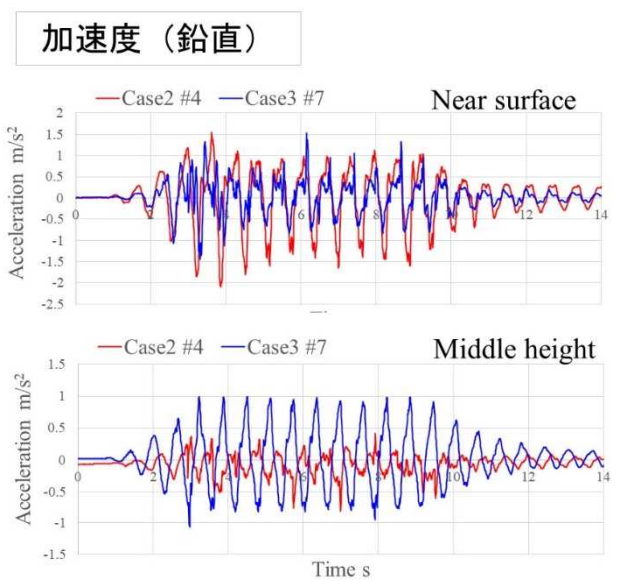 加速度（鉛直）
Case2 #4 Case3 #7 Near surface
Acceleration m/s²
2
1.5
1
0.5
0
-0.5
-1
-1.5
-2
-2.5
0 2 4 6 8 10 12 14
Case2 #4 Case3 #7 Middle height
Acceleration m/s²
1.5
1
0.5
0
-0.5
-1
-1.5
0 2 4 6 8 10 12 14
Time s